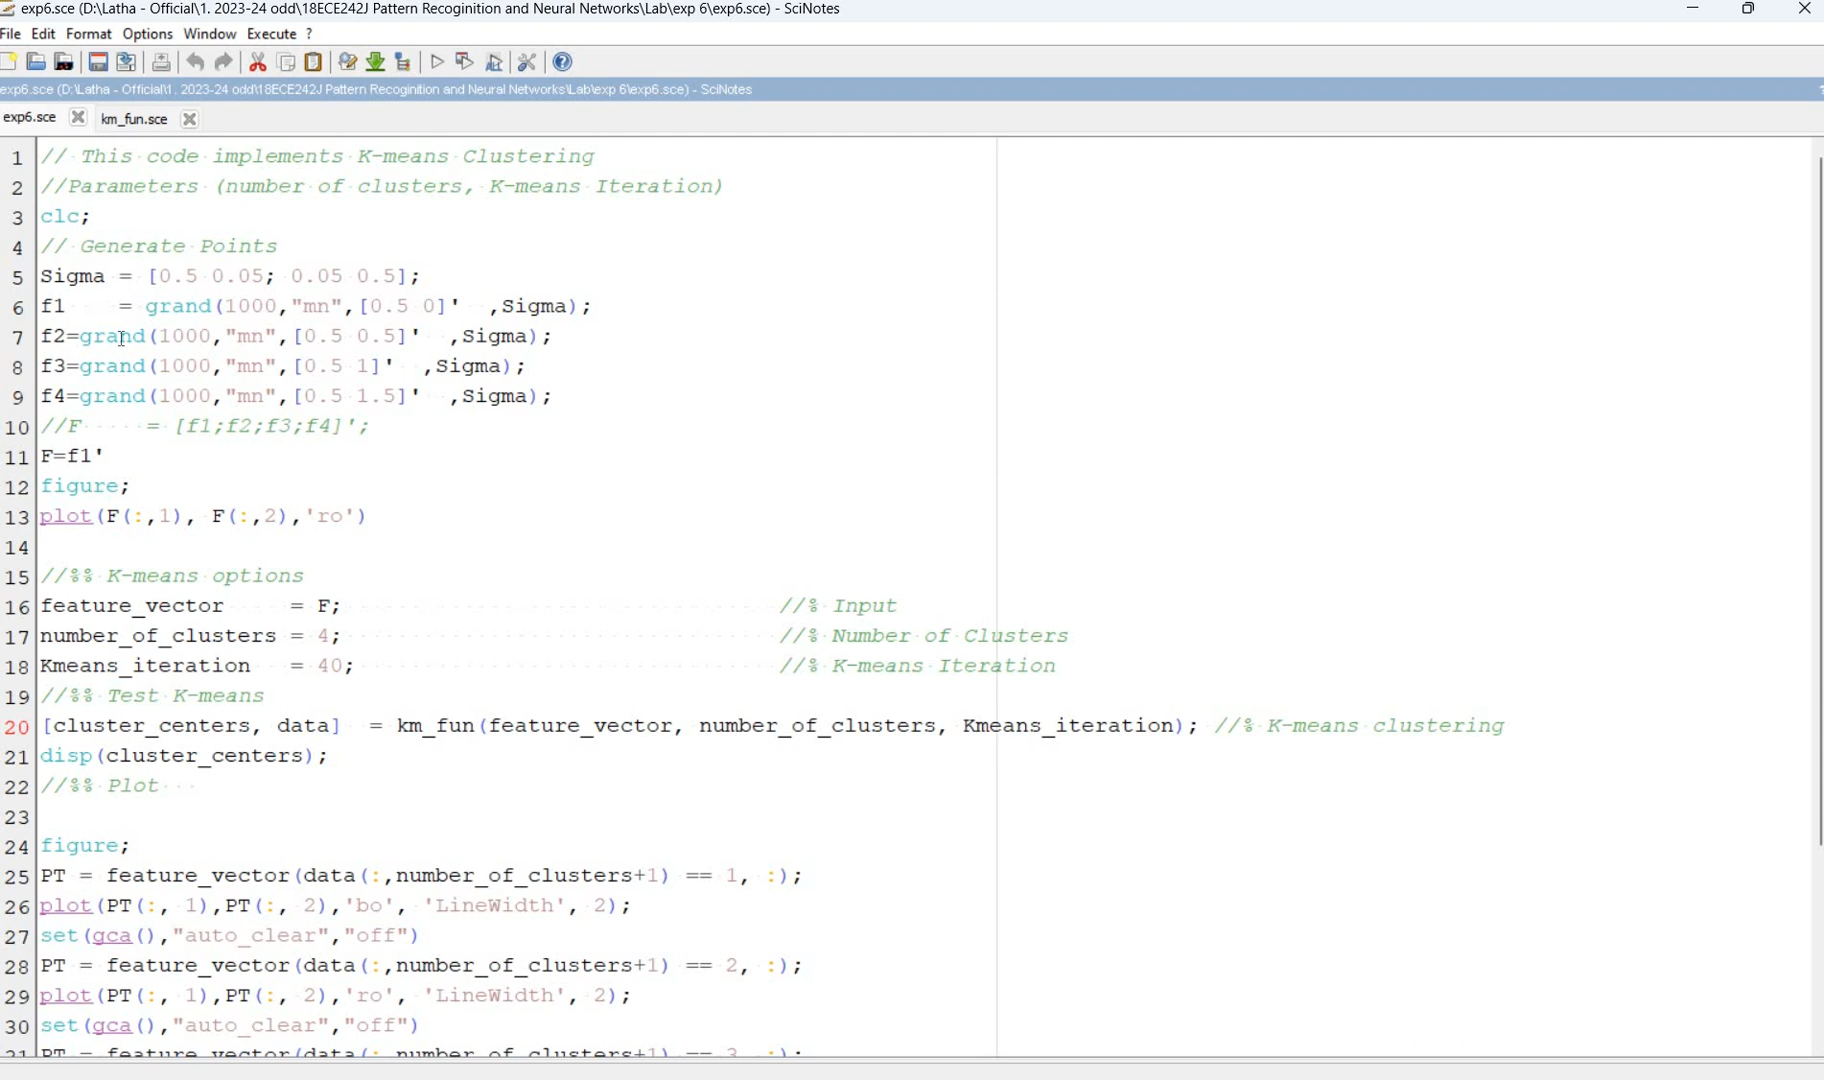 exp6.sce (D:\Latha - Official\1. 2023-24 odd\18ECE242J Pattern Recoginition and Neural Networks\Lab\exp 6\exp6.sce) - SciNotes
File Edit Format Options Window Execute ?
exp6.sce (D:\Latha - Official\1. 2023-24 odd\18ECE242J Pattern Recoginition and Neural Networks\Lab\exp 6\exp6.sce) - SciNotes
exp6.sce km_fun.sce
1 // This code implements K-means Clustering
2 //Parameters (number of clusters, K-means Iteration)
3 clc;
4 // Generate Points
5 Sigma = [0.5 0.05; 0.05 0.5];
6 f1 = grand(1000,"mn",[0.5 0]' ,Sigma);
7 f2=grand(1000,"mn",[0.5 0.5]' ,Sigma);
8 f3=grand(1000,"mn",[0.5 1]' ,Sigma);
9 f4=grand(1000,"mn",[0.5 1.5]' ,Sigma);
10 //F = [f1;f2;f3;f4]';
11 F=f1'
12 figure;
13 plot(F(:,1), F(:,2),'ro')
14
15 //%% K-means options
16 feature_vector = F; //% Input
17 number_of_clusters = 4; //% Number of Clusters
18 Kmeans_iteration = 40; //% K-means Iteration
19 //%% Test K-means
20 [cluster_centers, data] = km_fun(feature_vector, number_of_clusters, Kmeans_iteration); //% K-means clustering
21 disp(cluster_centers);
22 //%% Plot
23
24 figure;
25 PT = feature_vector(data(:,number_of_clusters+1) == 1, :);
26 plot(PT(:, 1),PT(:, 2),'bo', 'LineWidth', 2);
27 set(gca(),"auto_clear","off")
28 PT = feature_vector(data(:,number_of_clusters+1) == 2, :);
29 plot(PT(:, 1),PT(:, 2),'ro', 'LineWidth', 2);
30 set(gca(),"auto_clear","off")
31 PT = feature_vector(data(:,number_of_clusters+1) == 3, :);